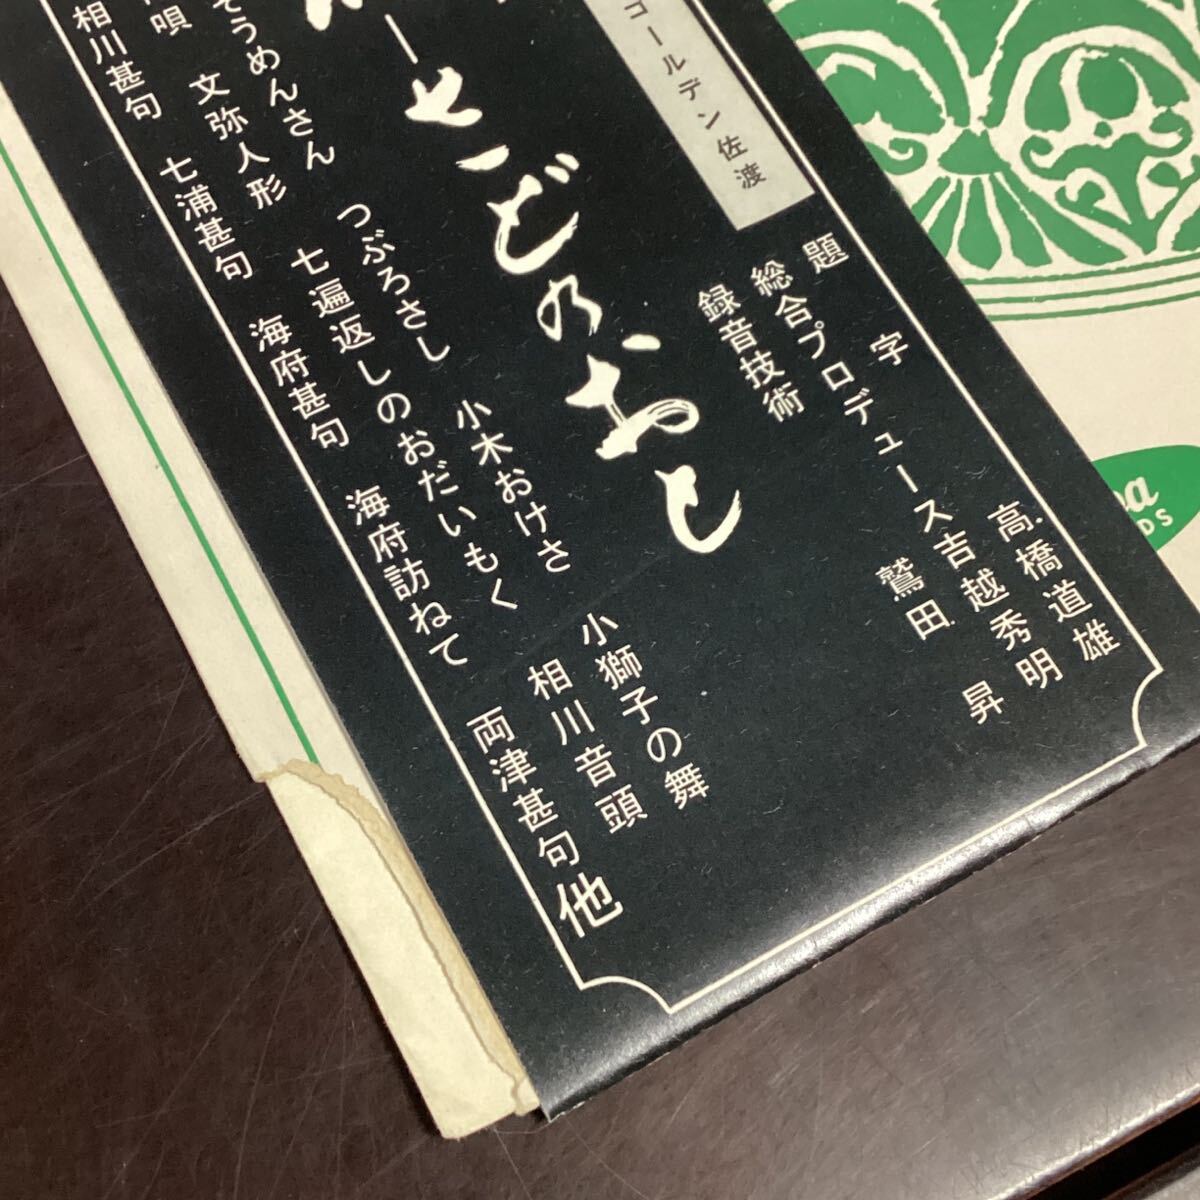 ゴールデン佐渡
題字 高橋道雄
総合プロデュース 吉越秀明
録音技術 鷲田 昇
さどのおと
そうめんさん つぶろさし 小木おけさ 小獅子の舞
唄 文弥人形 七遍返しのおだいもく 相川音頭
相川甚句 七浦甚句 海府甚句 海府訪ねて 両津甚句他